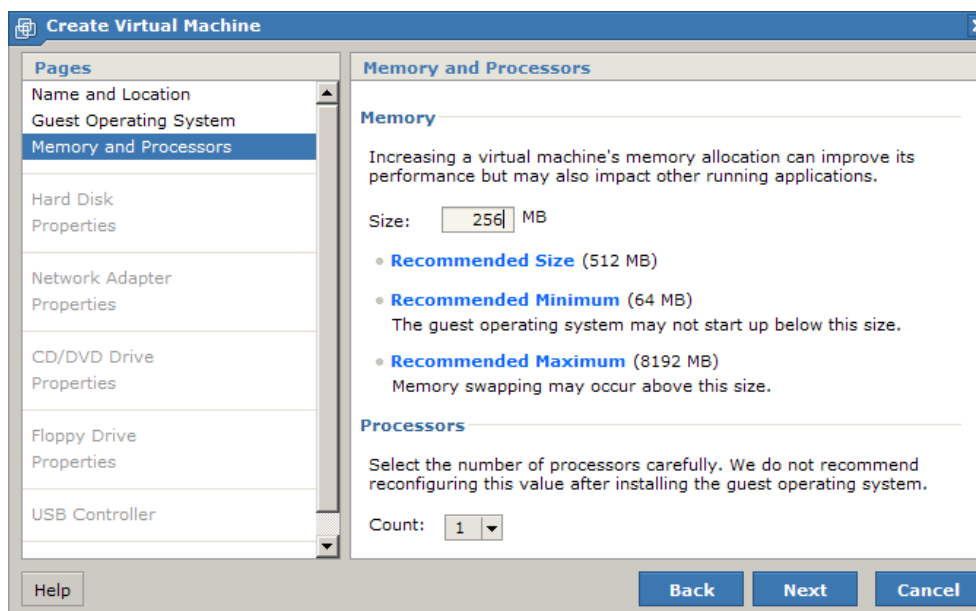 Create Virtual Machine
Pages
Name and Location
Guest Operating System
Memory and Processors
Hard Disk
Properties
Network Adapter
Properties
CD/DVD Drive
Properties
Floppy Drive
Properties
USB Controller
Memory and Processors
Memory
Increasing a virtual machine's memory allocation can improve its
performance but may also impact other running applications.
Size: 256 MB
Recommended Size (512 MB)
Recommended Minimum (64 MB)
The guest operating system may not start up below this size.
Recommended Maximum (8192 MB)
Memory swapping may occur above this size.
Processors
Select the number of processors carefully. We do not recommend
reconfiguring this value after installing the guest operating system.
Count: 1
Help
Back
Next
Cancel